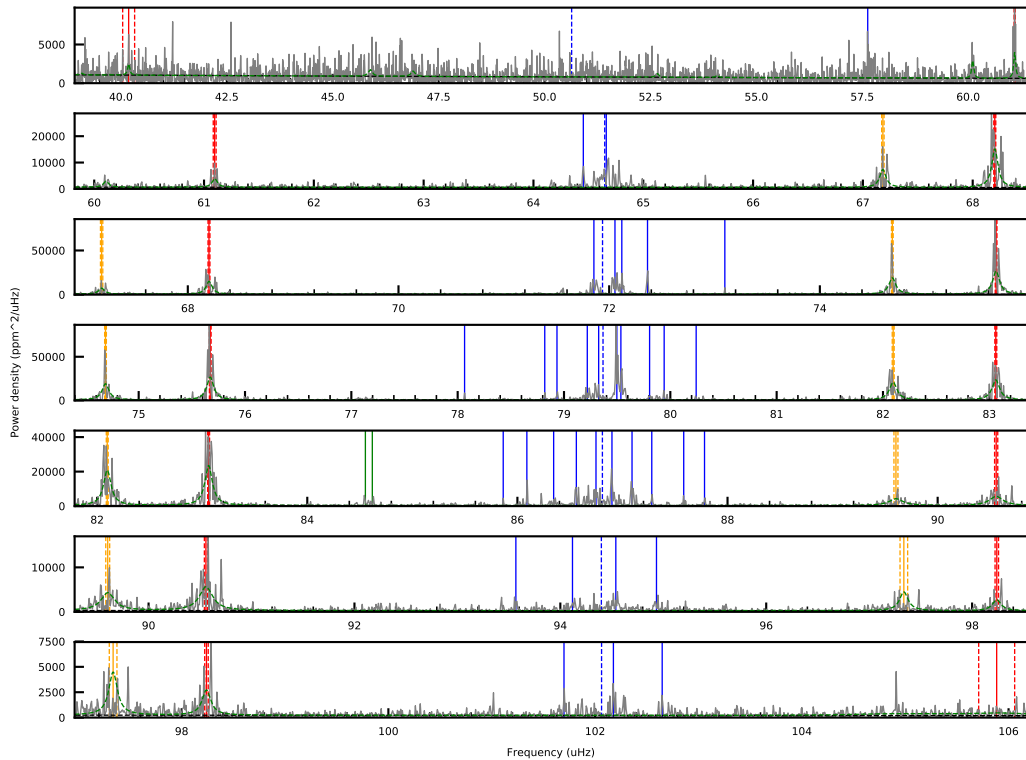 5000
0
40.0 42.5 45.0 47.5 50.0 52.5 55.0 57.5 60.0
20000
10000
0
60 61 62 63 64 65 66 67 68
50000
0
68 70 72 74
50000
0
75 76 77 78 79 80 81 82 83
Power density (ppm^2/uHz)
40000
20000
0
82 84 86 88 90
10000
0
90 92 94 96 98
7500
5000
2500
0
98 100 102 104 106
Frequency (uHz)